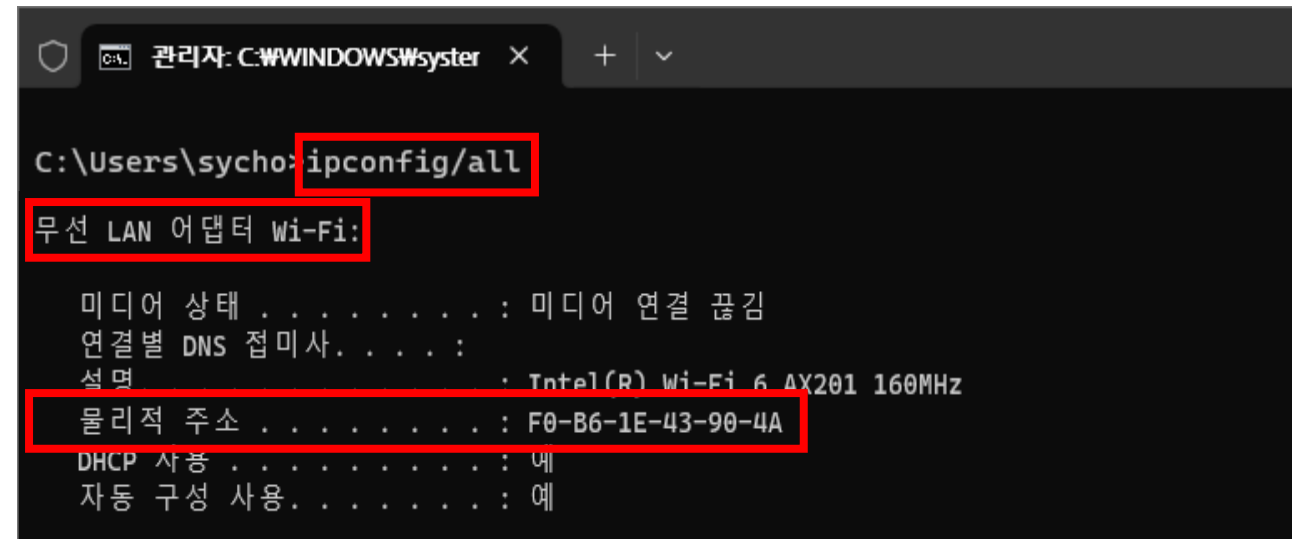 관리자: C:₩WINDOWS₩syster
C:\Users\sycho>ipconfig/all
무선 LAN 어댑터 Wi-Fi:
미디어 상태 . . . . . . . . : 미디어 연결 끊김
연결별 DNS 접미사. . . . :
설명. . . . . . . . . . . . : Intel(R) Wi-Fi 6 AX201 160MHz
물리적 주소 . . . . . . . . : F0-B6-1E-43-90-4A
DHCP 사용 . . . . . . . . . : 예
자동 구성 사용. . . . . . . : 예